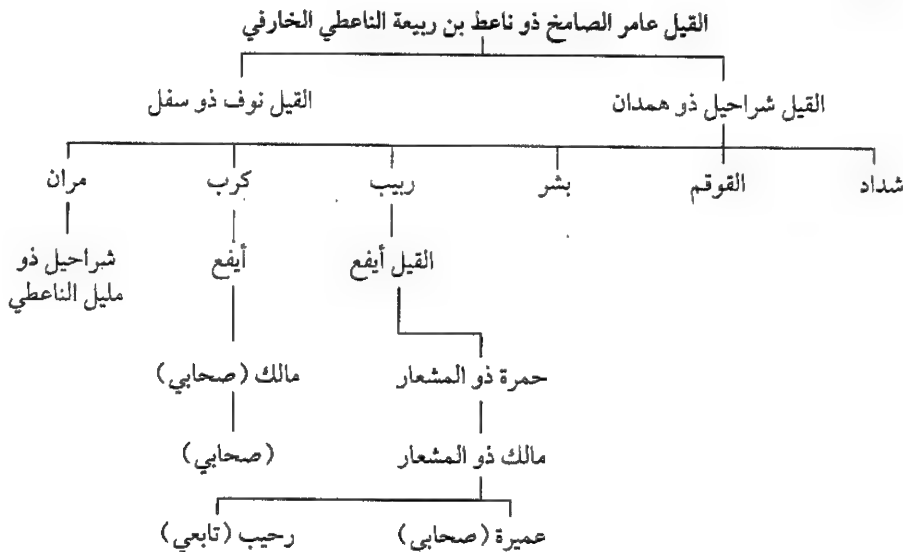 القيل عامر الصامخ ذو ناعط بن ربيعة الناعطي الخارفي
القيل شراحيل ذو همدان
القيل نوف ذو سفل
شداد
القوقم
بشر
ربيب
كرب
مران
القيل أيفع
أيفع
شراحيل ذو
مليل الناعطي
حمرة ذو المشعار
مالك (صحابي)
مالك ذو المشعار
(صحابي)
عميرة (صحابي)
رحيب (تابعي)